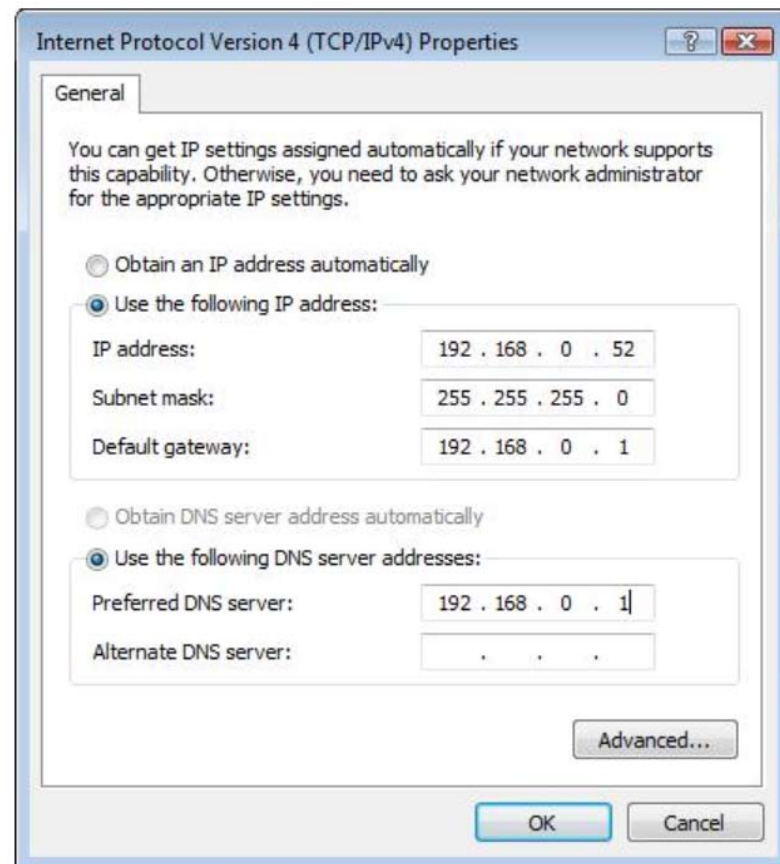 Internet Protocol Version 4 (TCP/IPv4) Properties
General
You can get IP settings assigned automatically if your network supports
this capability. Otherwise, you need to ask your network administrator
for the appropriate IP settings.
Obtain an IP address automatically
Use the following IP address:
IP address: 192 . 168 . 0 . 52
Subnet mask: 255 . 255 . 255 . 0
Default gateway: 192 . 168 . 0 . 1
Obtain DNS server address automatically
Use the following DNS server addresses:
Preferred DNS server: 192 . 168 . 0 . 1
Alternate DNS server: . . .
Advanced...
OK Cancel